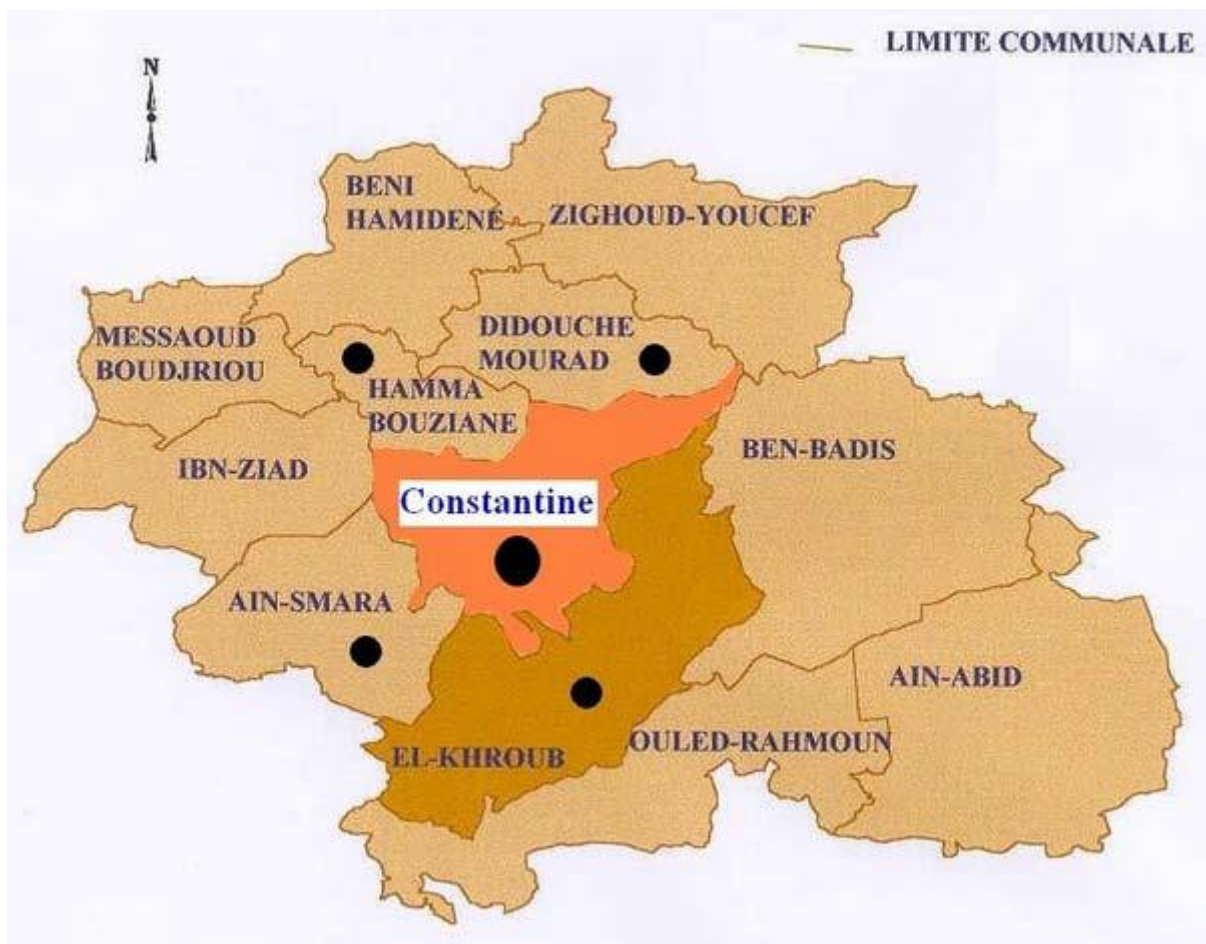 LIMITE COMMUNALE
N
BENI
HAMIDENE
ZIGHOUD-YOUCEF
MESSAOUD
BOUDJRIOU
DIDOUCHE
MOURAD
HAMMA
BOUZIANE
IBN-ZIAD
BEN-BADIS
Constantine
AIN-SMARA
AIN-ABID
OULED-RAHMOUN
EL-KHROUB